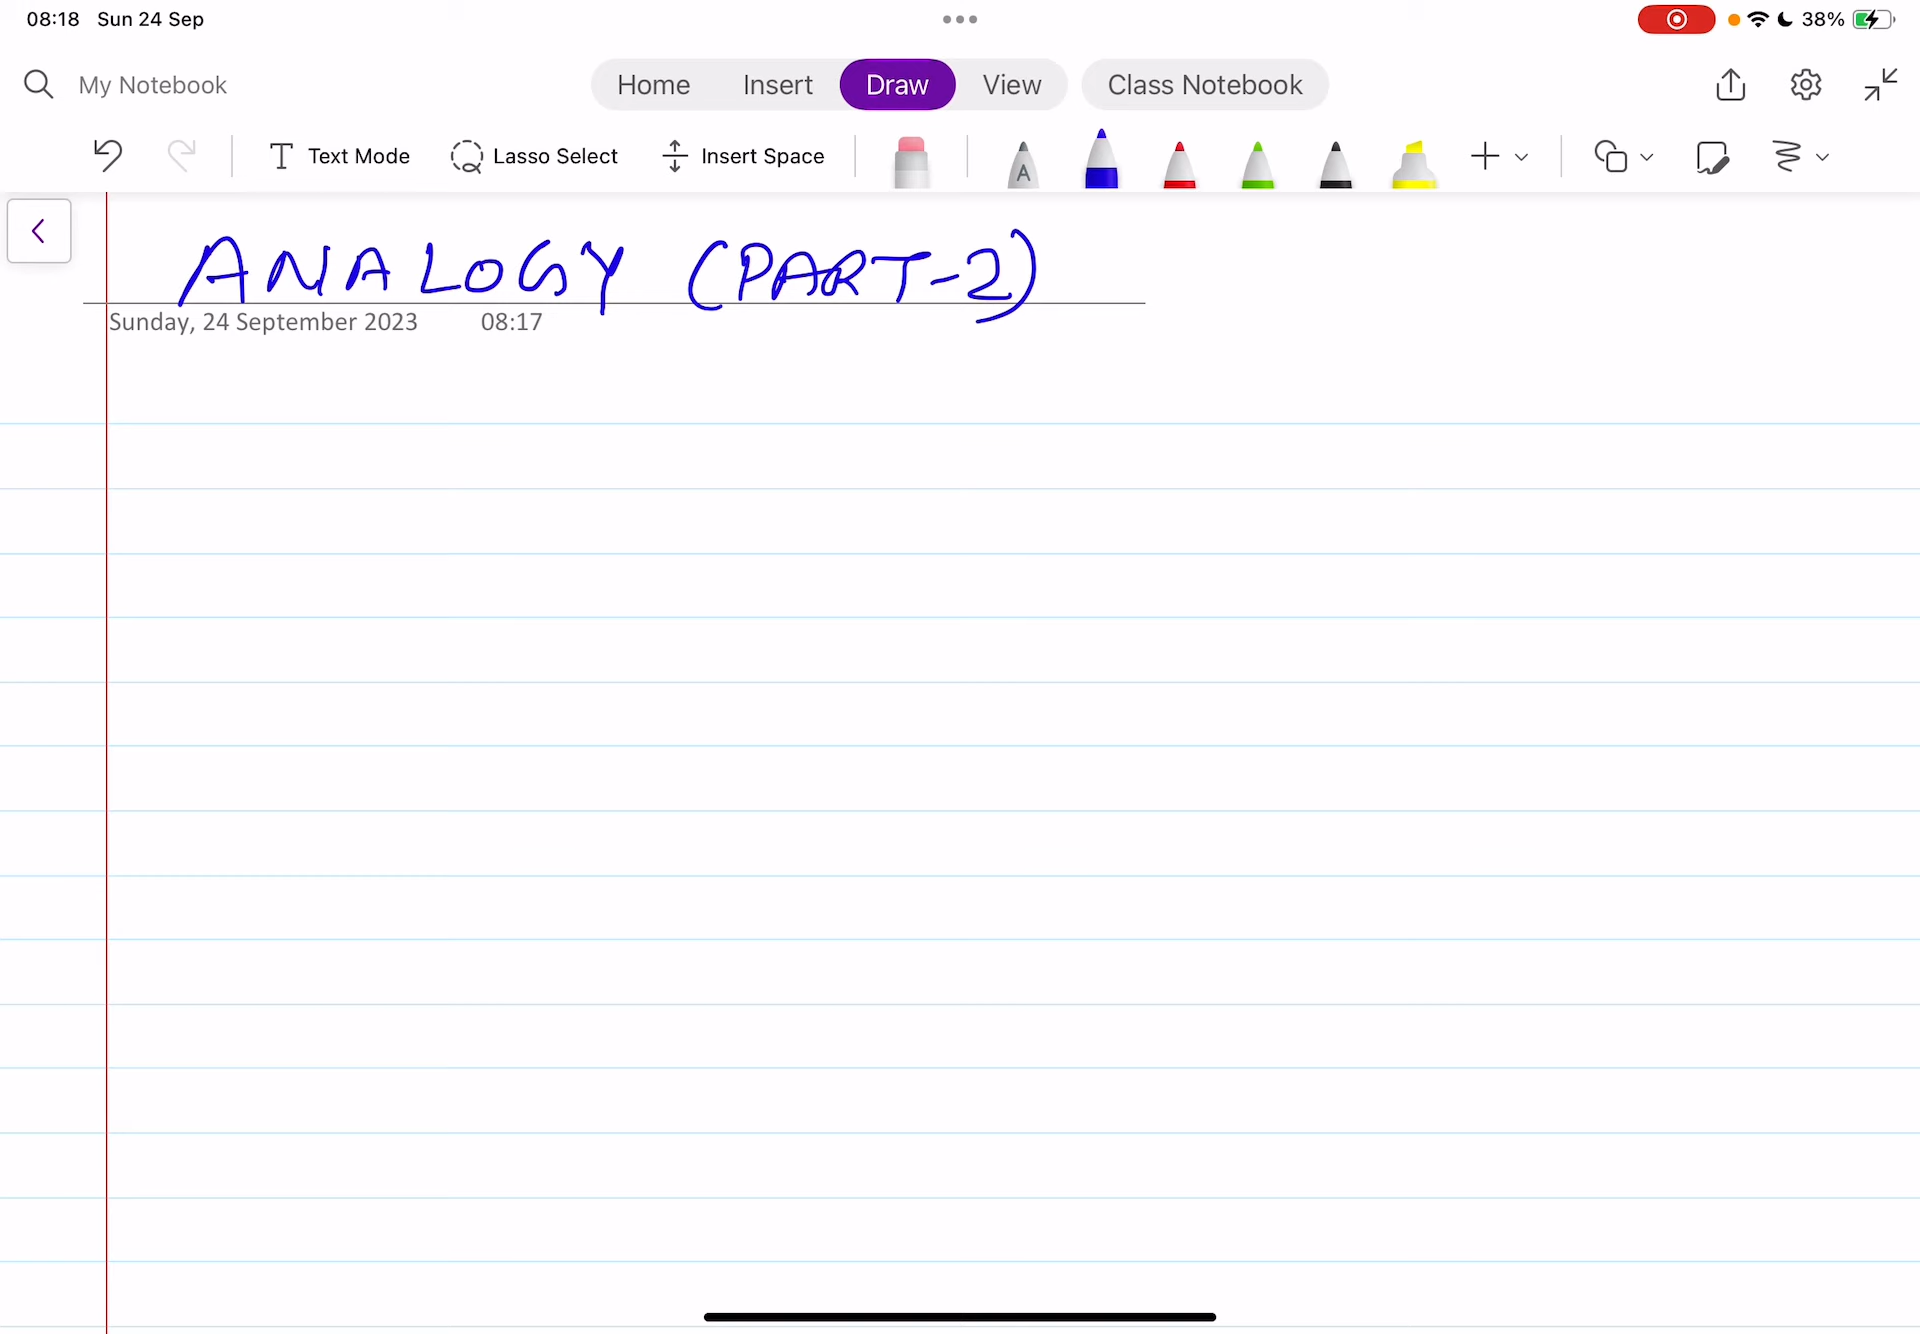 08:18 Sun 24 Sep 38%
My Notebook Home Insert Draw View Class Notebook
Text Mode Lasso Select Insert Space A
ANALOGY (PART-2)
Sunday, 24 September 2023 08:17